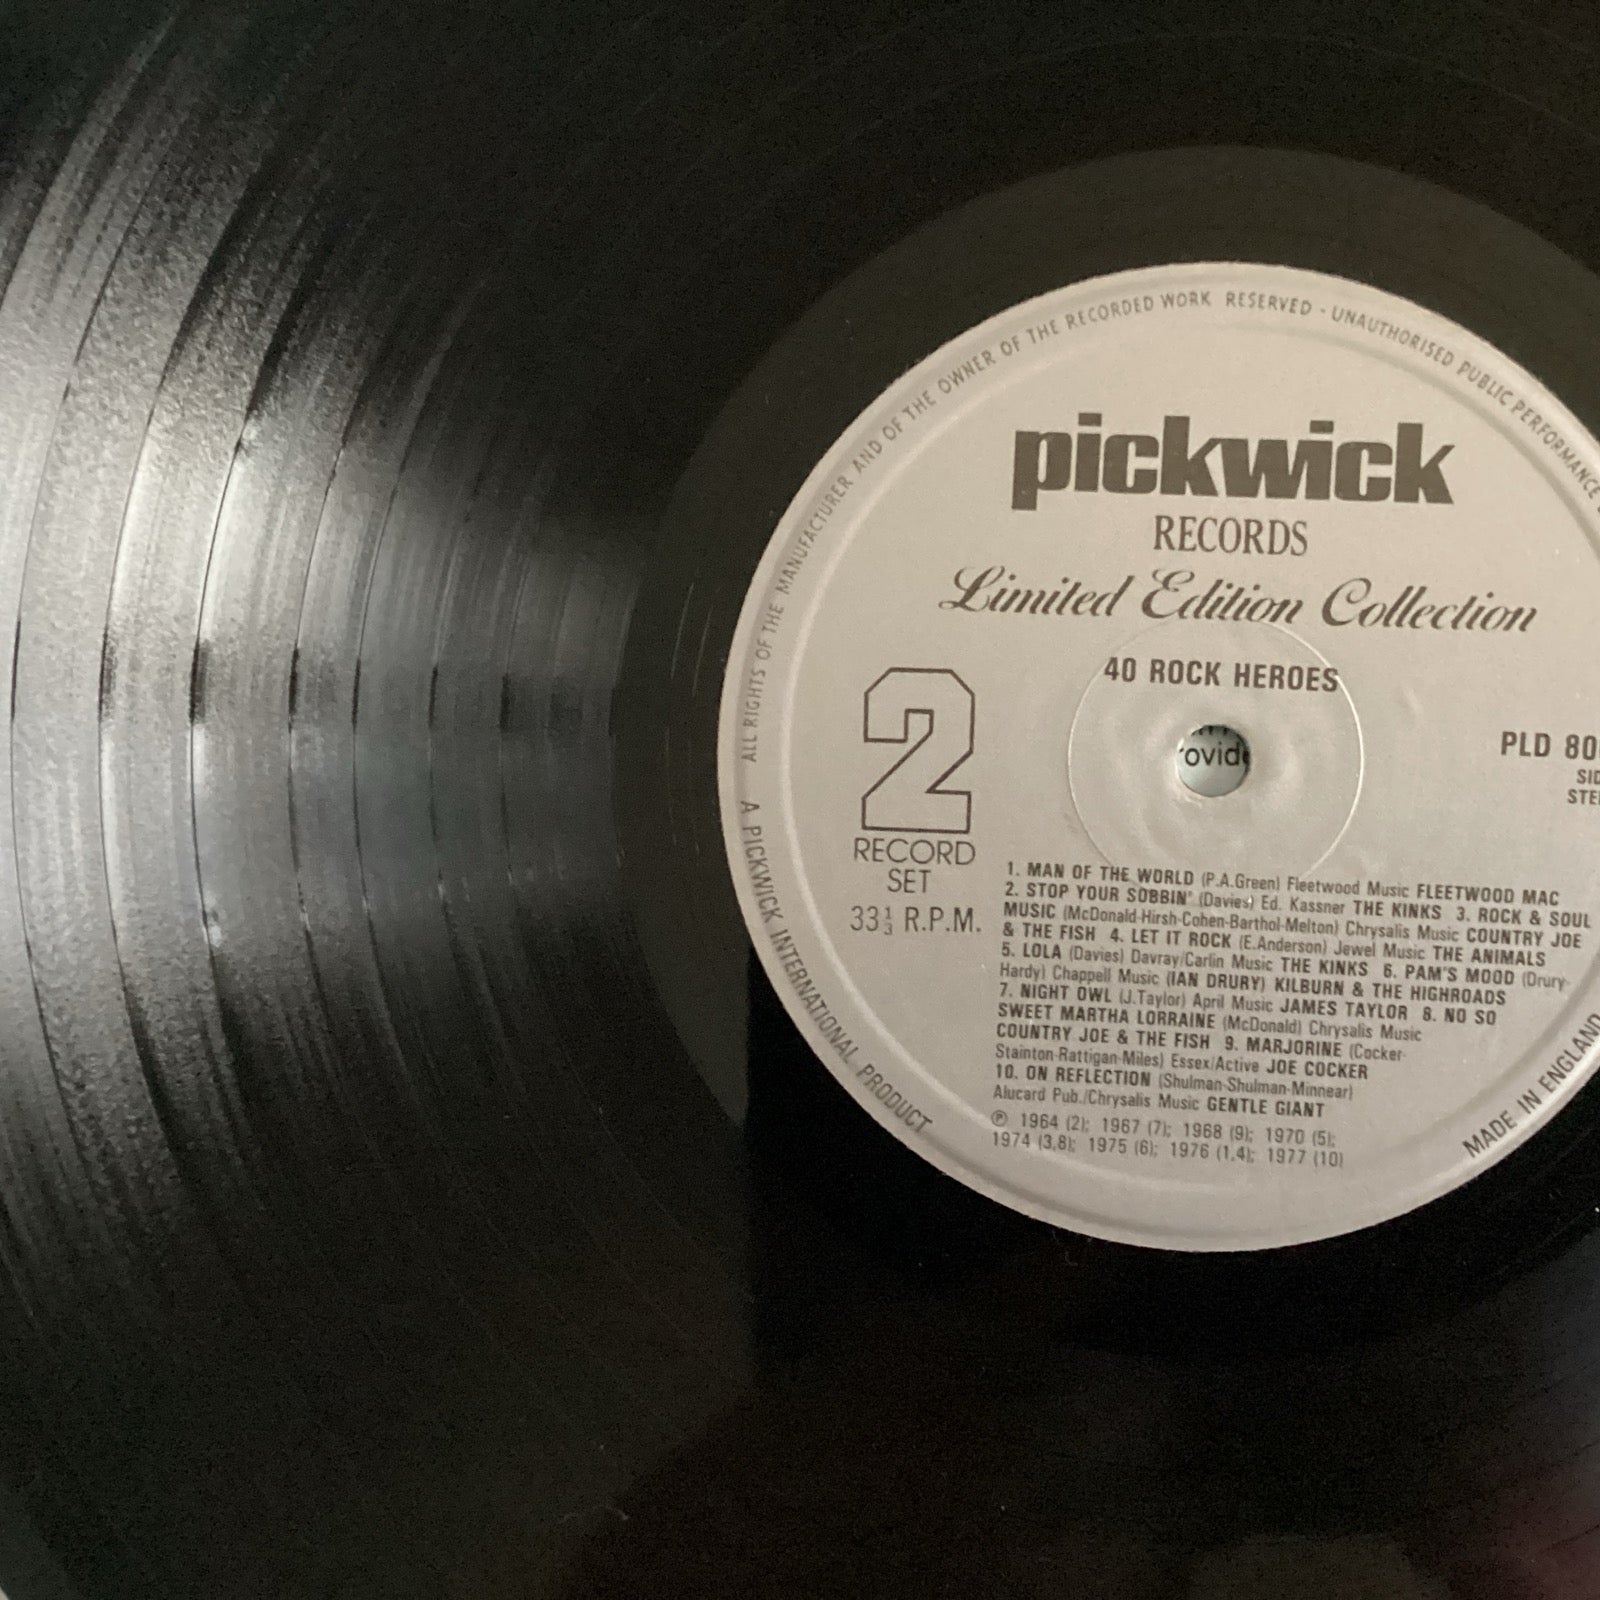 ALL RIGHTS OF THE MANUFACTURER AND OF THE OWNER OF THE RECORDED WORK RESERVED - UNAUTHORISED PUBLIC PERFORMANCE
pickwick
RECORDS
Limited Edition Collection
40 ROCK HEROES
2
RECORD
SET
33⅓ R.P.M.
PLD 80
1. MAN OF THE WORLD (P.A.Green) Fleetwood Music FLEETWOOD MAC
2. STOP YOUR SOBBIN' (Davies) Ed. Kassner THE KINKS 3. ROCK & SOUL
MUSIC (McDonald-Hirsh-Cohen-Barthol-Melton) Chrysalis Music COUNTRY JOE
& THE FISH 4. LET IT ROCK (E.Anderson) Jewel Music THE ANIMALS
5. LOLA (Davies) Davray/Carlin Music THE KINKS 6. PAM'S MOOD (Drury-
Hardy) Chappell Music (IAN DRURY) KILBURN & THE HIGHROADS
7. NIGHT OWL (J.Taylor) April Music JAMES TAYLOR 8. NO SO
SWEET MARTHA LORRAINE (McDonald) Chrysalis Music
COUNTRY JOE & THE FISH 9. MARJORINE (Cocker-
Stainton-Rattigan-Miles) Essex/Active JOE COCKER
10. ON REFLECTION (Shulman-Shulman-Minnear)
Alucard Pub./Chrysalis Music GENTLE GIANT
℗ 1964 (2); 1967 (7); 1968 (9); 1970 (5);
1974 (3,8); 1975 (6); 1976 (1,4); 1977 (10)
A PICKWICK INTERNATIONAL PRODUCT
MADE IN ENGLAND